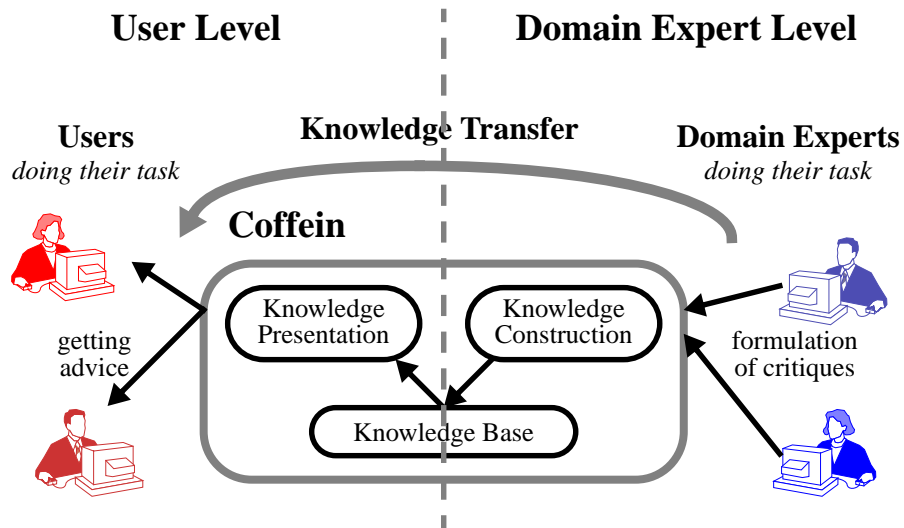 User Level
Domain Expert Level
Knowledge Transfer
Users
doing their task
Domain Experts
doing their task
Coffein
Knowledge
Presentation
Knowledge
Construction
getting
advice
formulation
of critiques
Knowledge Base